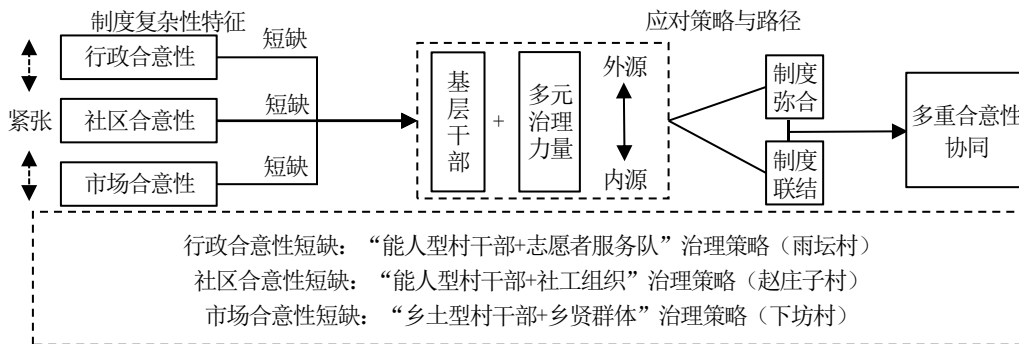 制度复杂性特征
应对策略与路径
行政合意性
短缺
紧张
社区合意性
短缺
市场合意性
短缺
基层干部
+
多元治理力量
外源
内源
制度
弥合
制度
联结
多重合意性
协同
行政合意性短缺：“能人型村干部+志愿者服务队”治理策略（雨坛村）
社区合意性短缺：“能人型村干部+社工组织”治理策略（赵庄子村）
市场合意性短缺：“乡土型村干部+乡贤群体”治理策略（下坊村）